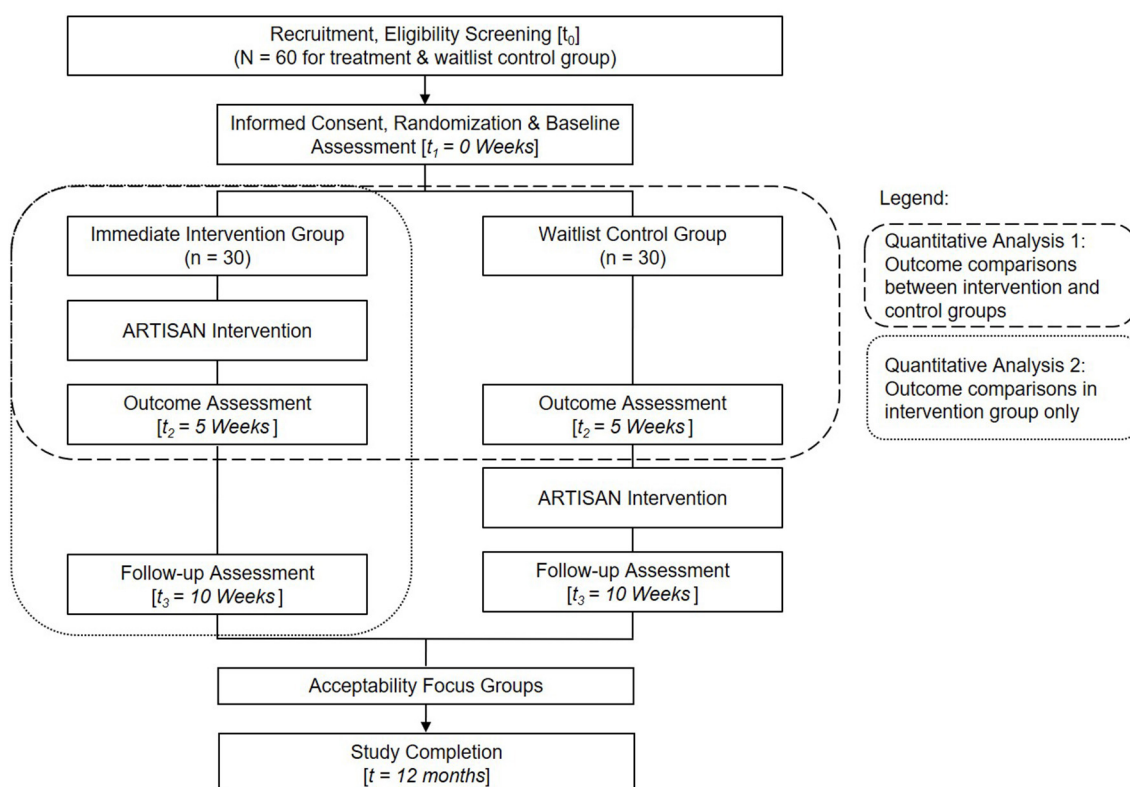 Recruitment, Eligibility Screening [t0]
(N = 60 for treatment & waitlist control group)
Informed Consent, Randomization & Baseline
Assessment [t1 = 0 Weeks]
Immediate Intervention Group
(n = 30)
Waitlist Control Group
(n = 30)
ARTISAN Intervention
Outcome Assessment
[t2 = 5 Weeks ]
Outcome Assessment
[t2 = 5 Weeks ]
ARTISAN Intervention
Follow-up Assessment
[t3 = 10 Weeks ]
Follow-up Assessment
[t3 = 10 Weeks ]
Acceptability Focus Groups
Study Completion
[t = 12 months]
Legend:
Quantitative Analysis 1:
Outcome comparisons
between intervention and
control groups
Quantitative Analysis 2:
Outcome comparisons in
intervention group only